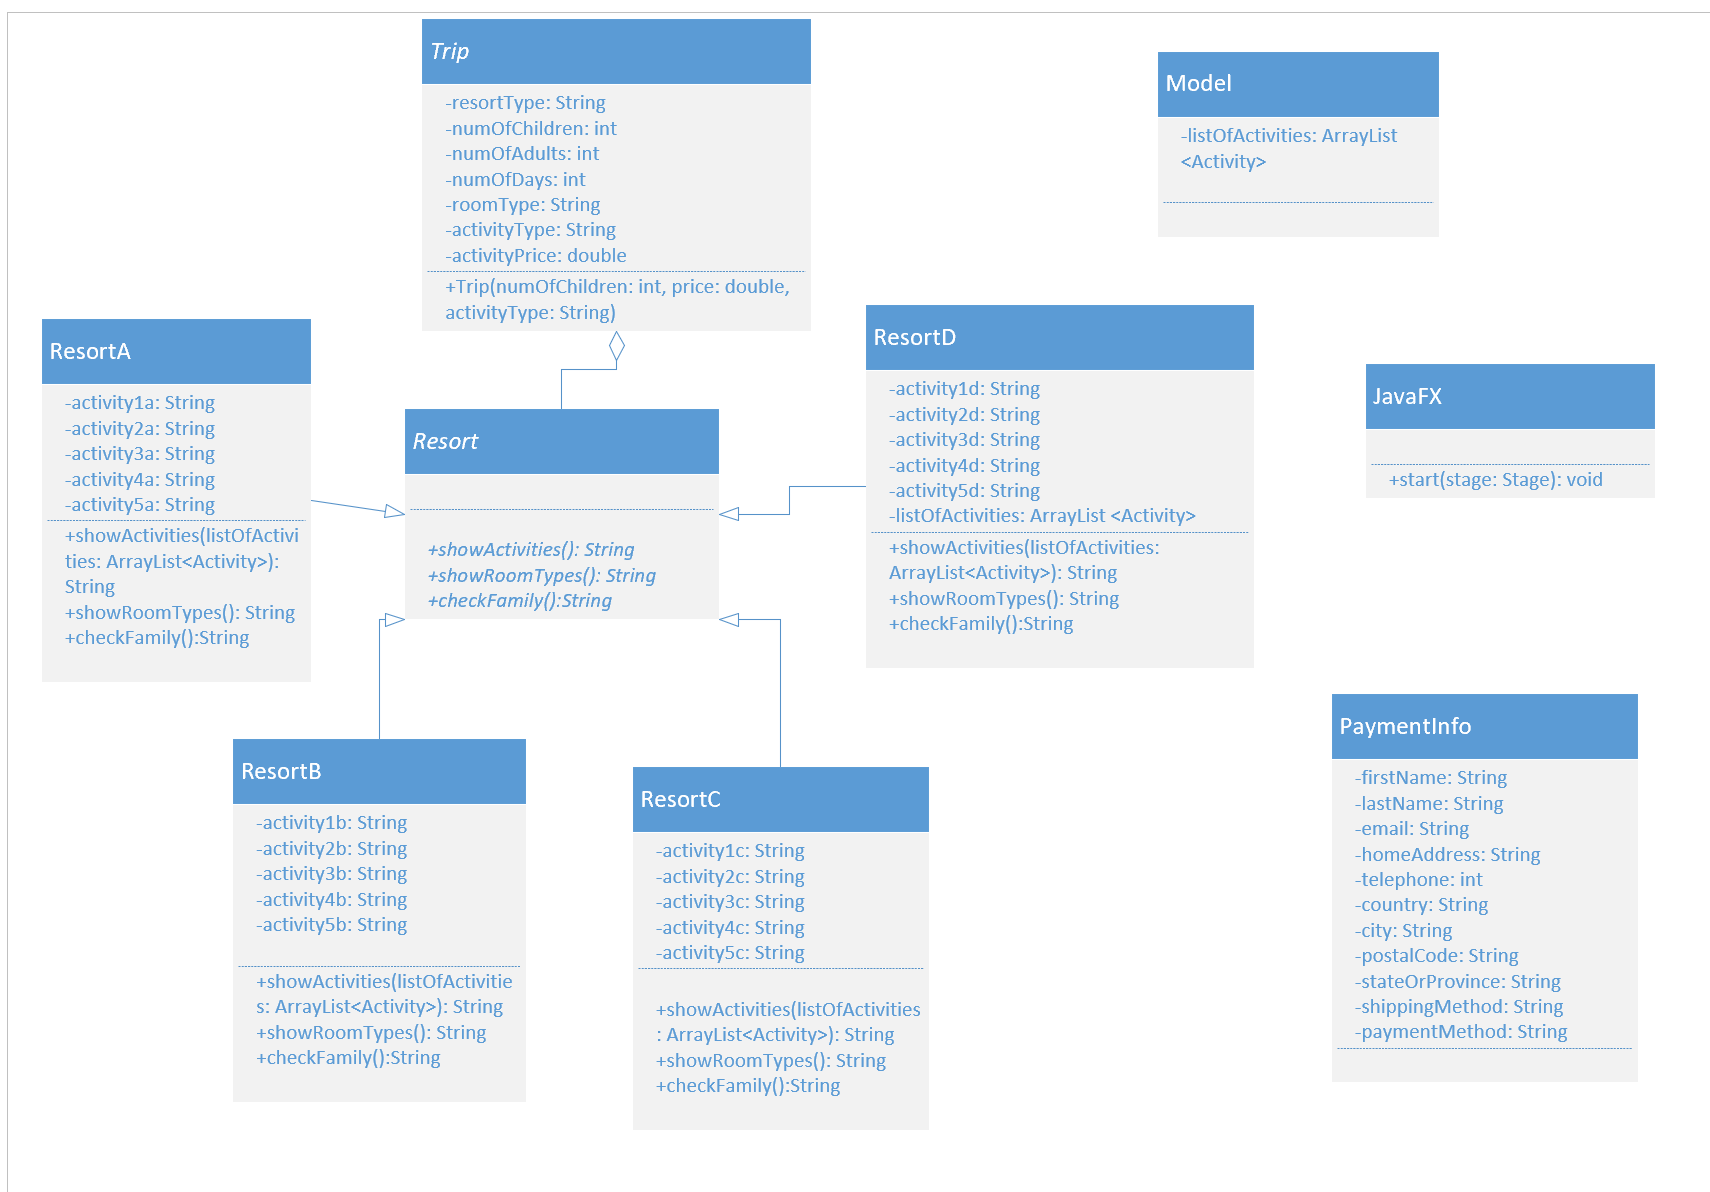 Trip
-resortType: String
-numOfChildren: int
-numOfAdults: int
-numOfDays: int
-roomType: String
-activityType: String
-activityPrice: double
+Trip(numOfChildren: int, price: double,
activityType: String)
Model
-listOfActivities: ArrayList
<Activity>
ResortA
-activity1a: String
-activity2a: String
-activity3a: String
-activity4a: String
-activity5a: String
+showActivities(listOfActivi
ties: ArrayList<Activity>):
String
+showRoomTypes(): String
+checkFamily():String
Resort
+showActivities(): String
+showRoomTypes(): String
+checkFamily():String
ResortD
-activity1d: String
-activity2d: String
-activity3d: String
-activity4d: String
-activity5d: String
-listOfActivities: ArrayList <Activity>
+showActivities(listOfActivities:
ArrayList<Activity>): String
+showRoomTypes(): String
+checkFamily():String
JavaFX
+start(stage: Stage): void
ResortB
-activity1b: String
-activity2b: String
-activity3b: String
-activity4b: String
-activity5b: String
+showActivities(listOfActivitie
s: ArrayList<Activity>): String
+showRoomTypes(): String
+checkFamily():String
ResortC
-activity1c: String
-activity2c: String
-activity3c: String
-activity4c: String
-activity5c: String
+showActivities(listOfActivities
: ArrayList<Activity>): String
+showRoomTypes(): String
+checkFamily():String
PaymentInfo
-firstName: String
-lastName: String
-email: String
-homeAddress: String
-telephone: int
-country: String
-city: String
-postalCode: String
-stateOrProvince: String
-shippingMethod: String
-paymentMethod: String